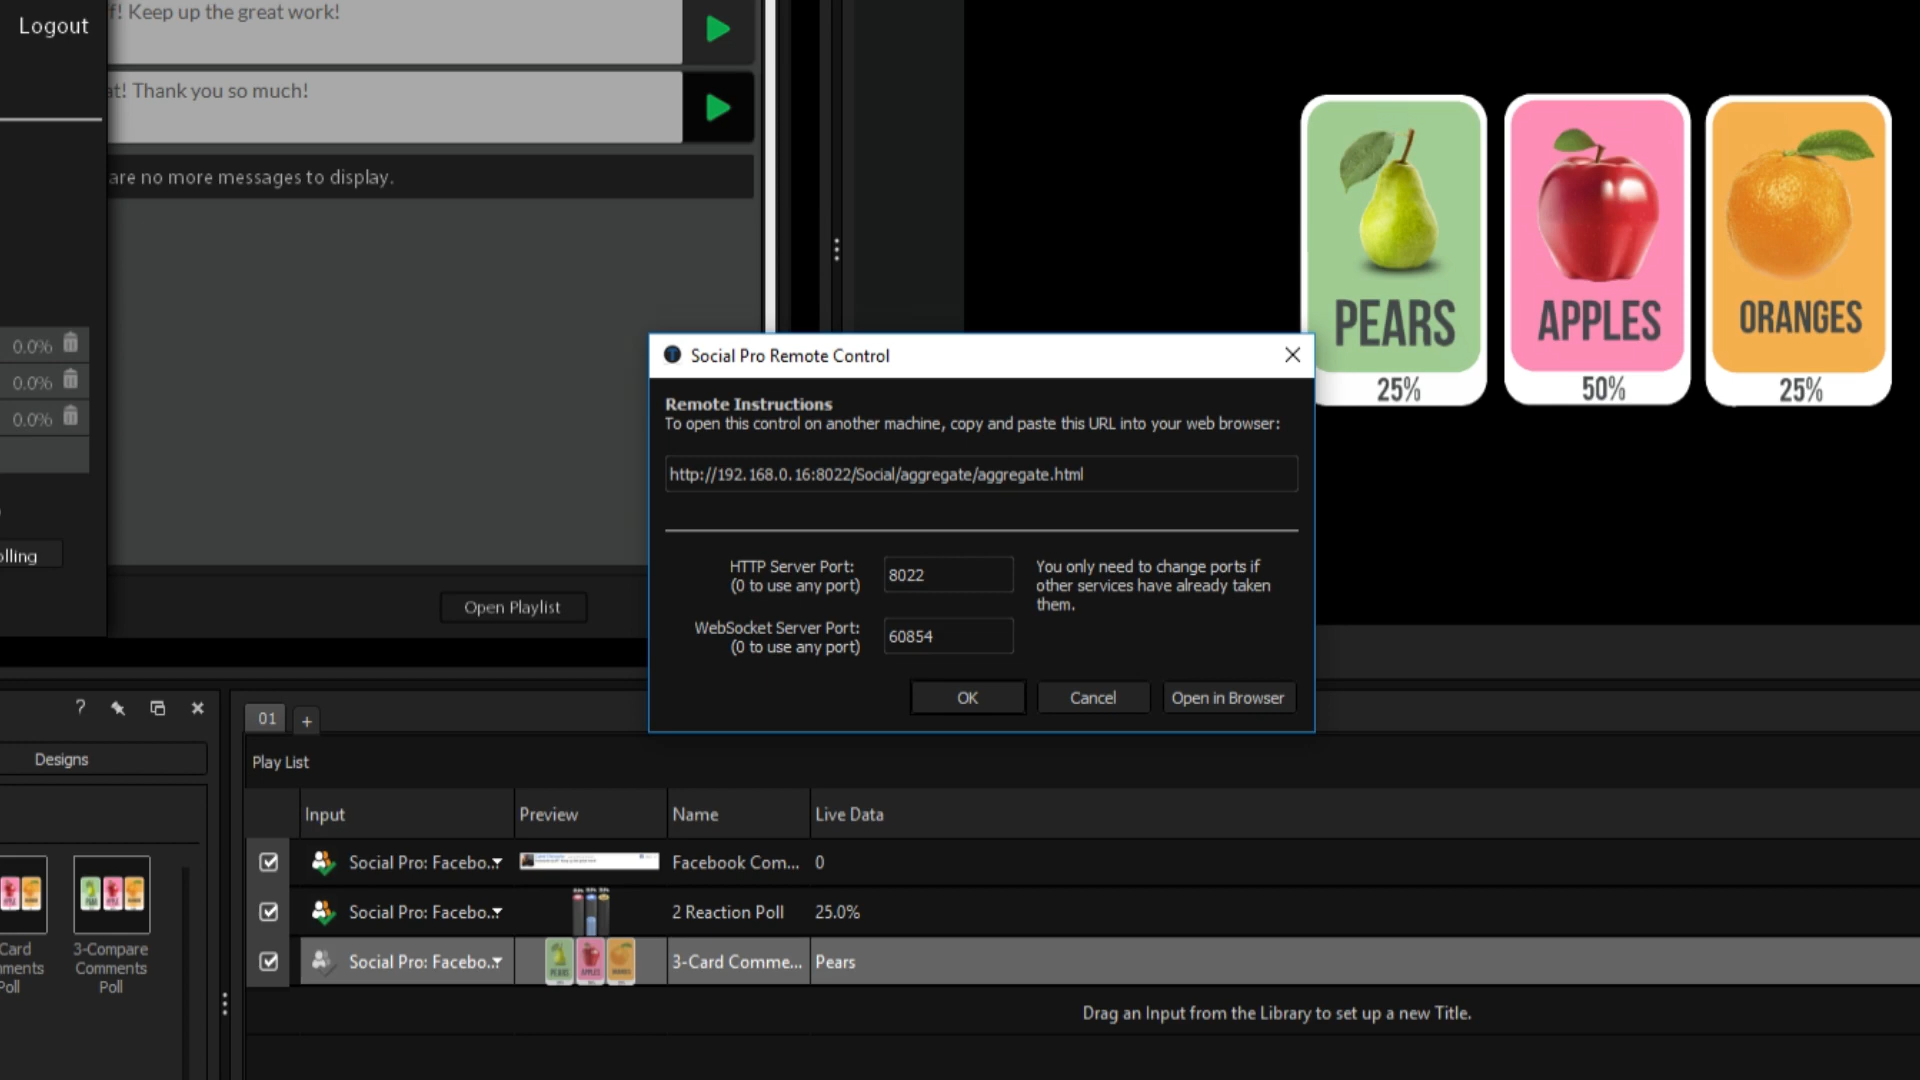 Logout
f! Keep up the great work!
at! Thank you so much!
are no more messages to display.
0.0%
0.0%
0.0%
olling
Open Playlist
PEARS
25%
APPLES
50%
ORANGES
25%
Social Pro Remote Control
Remote Instructions
To open this control on another machine, copy and paste this URL into your web browser:
http://192.168.0.16:8022/Social/aggregate/aggregate.html
HTTP Server Port:
(0 to use any port)
8022
You only need to change ports if
other services have already taken
them.
WebSocket Server Port:
(0 to use any port)
60854
OK
Cancel
Open in Browser
?
Designs
Card
ments
Poll
3-Compare
Comments
Poll
01
+
Play List
Input
Preview
Name
Live Data
Social Pro: Facebo...
Facebook Com...
0
Social Pro: Facebo...
2 Reaction Poll
25.0%
Social Pro: Facebo...
PEARS
APPLES
3-Card Comme...
Pears
Drag an Input from the Library to set up a new Title.